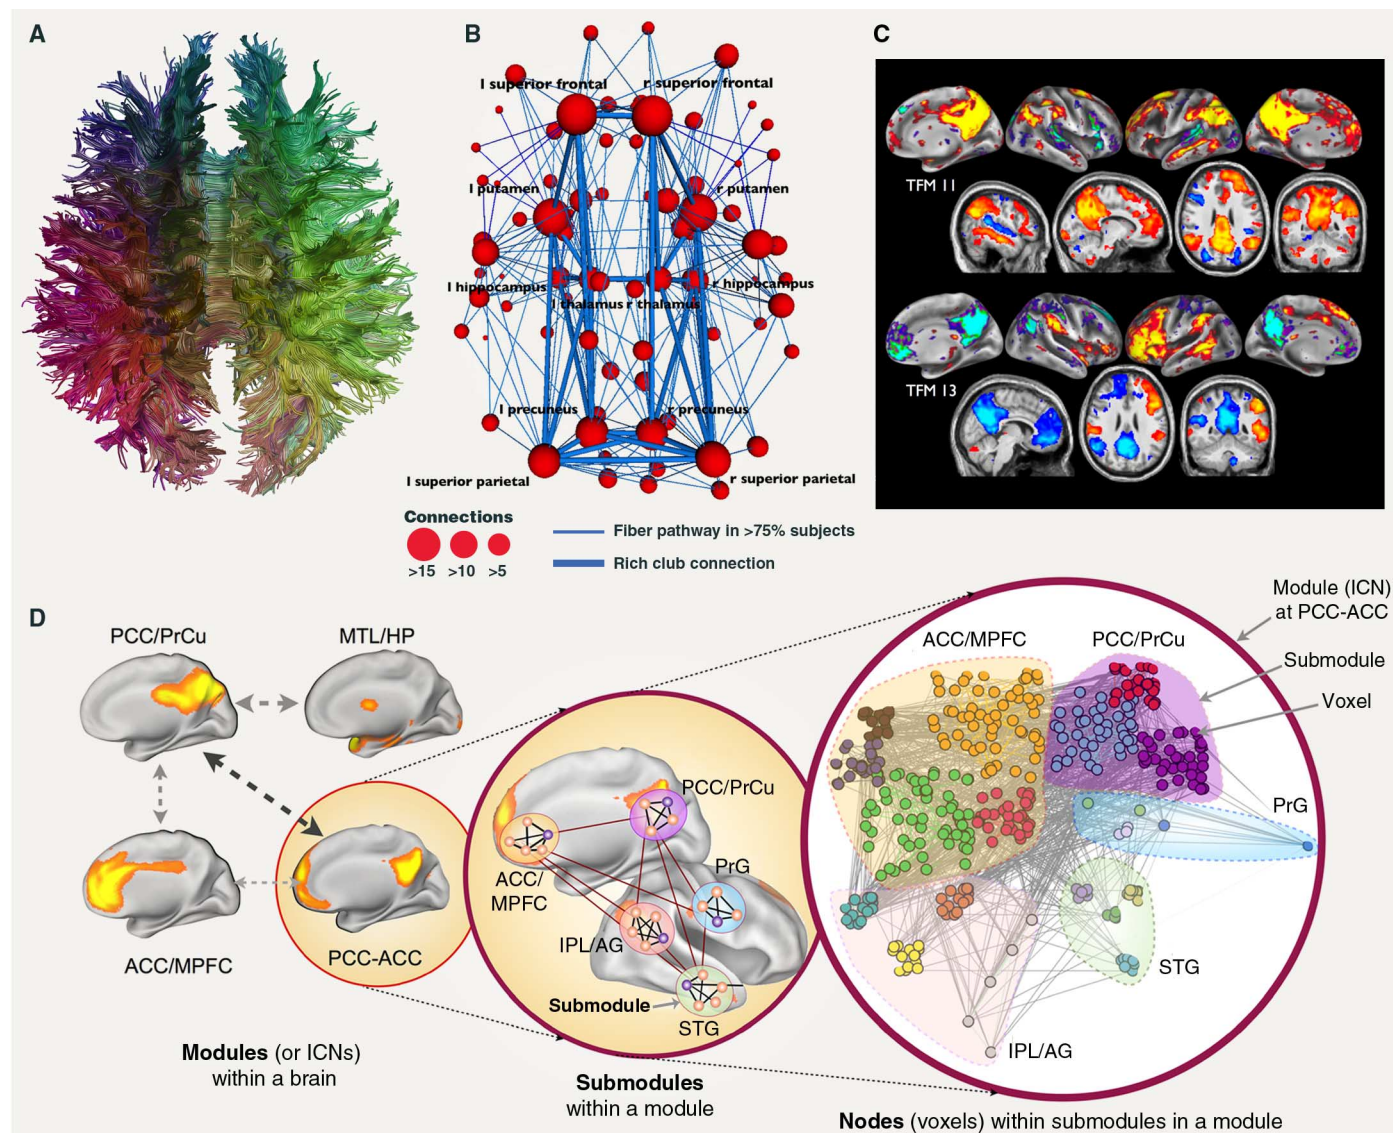 A
B
C
l superior frontal
r superior frontal
l putamen
r putamen
l hippocampus
r hippocampus
l thalamus
r thalamus
l precuneus
r precuneus
l superior parietal
r superior parietal
Connections
>15 >10 >5
Fiber pathway in >75% subjects
Rich club connection
TFM 11
TFM 13
D
PCC/PrCu
MTL/HP
ACC/MPFC
PCC-ACC
Modules (or ICNs)
within a brain
PCC/PrCu
ACC/
MPFC
PrG
IPL/AG
Submodule
STG
Submodules
within a module
ACC/MPFC
PCC/PrCu
PrG
STG
IPL/AG
Module (ICN)
at PCC-ACC
Submodule
Voxel
Nodes (voxels) within submodules in a module